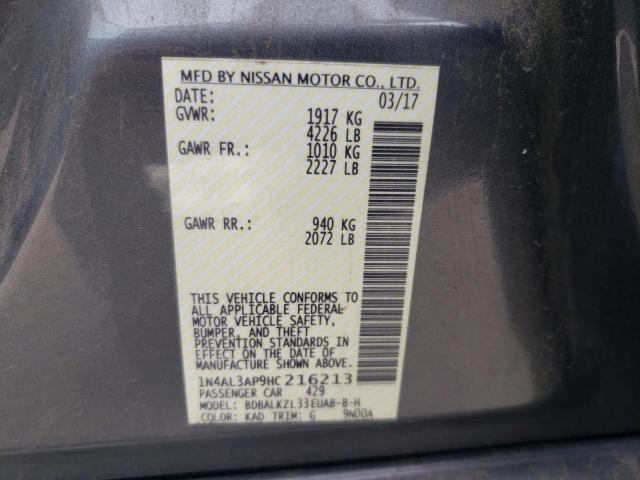 MFD BY NISSAN MOTOR CO., LTD.
DATE: 03/17
GVWR: 1917 KG
4226 LB
GAWR FR.: 1010 KG
2227 LB
GAWR RR.: 940 KG
2072 LB
THIS VEHICLE CONFORMS TO
ALL APPLICABLE FEDERAL
MOTOR VEHICLE SAFETY,
BUMPER, AND THEFT
PREVENTION STANDARDS IN
EFFECT ON THE DATE OF
MANUFACTURE SHOWN ABOVE.
1N4AL3AP9HC216213
PASSENGER CAR 429
MODEL: BDBALKZL33EUAB-B-H
COLOR: KAD TRIM: G 9N00A